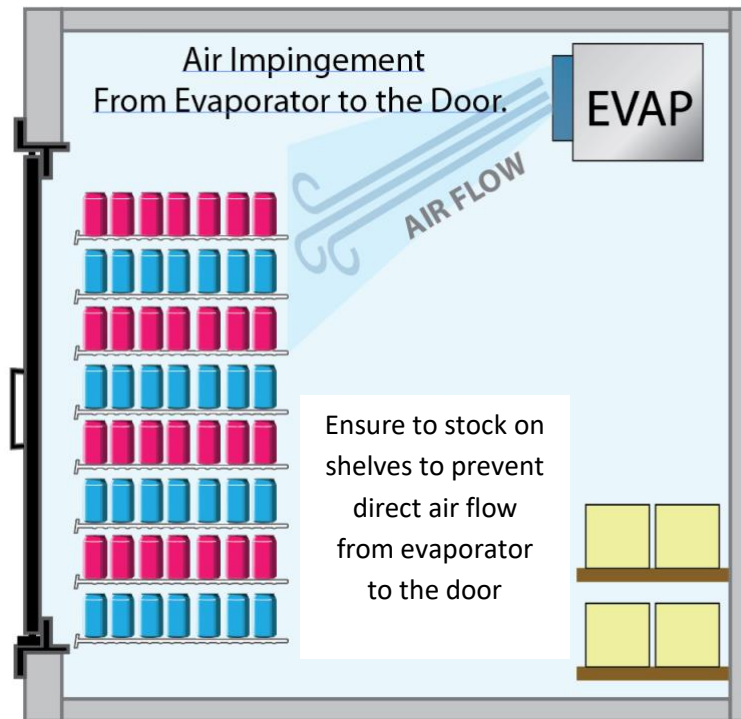 Air Impingement
From Evaporator to the Door.
EVAP
AIR FLOW
Ensure to stock on
shelves to prevent
direct air flow
from evaporator
to the door